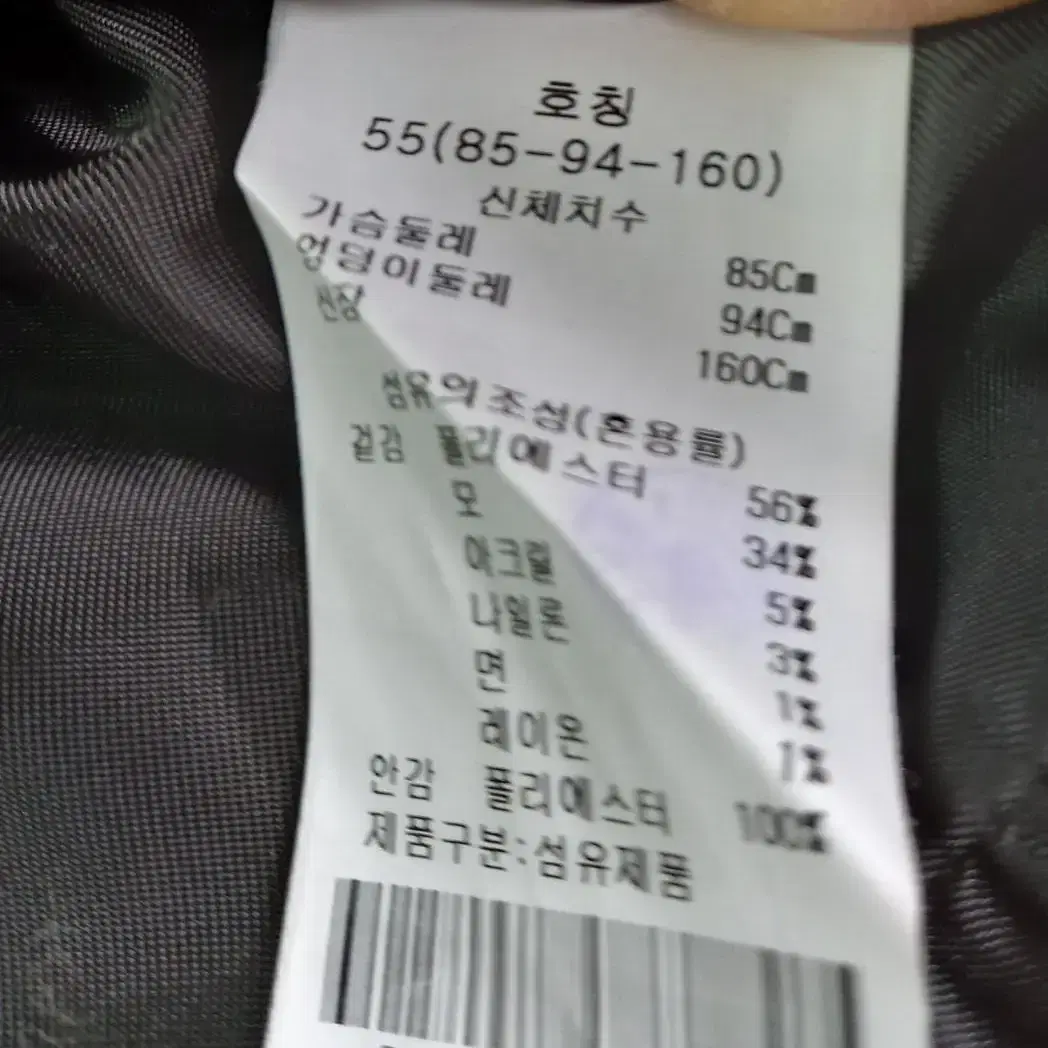 호칭
55(85-94-160)
신체치수
가슴둘레 85Cm
엉덩이둘레 94Cm
신장 160Cm
섬유의조성(혼용률)
겉감 폴리에스터 56%
모 34%
아크릴 5%
나일론 3%
면 1%
레이온 1%
안감 폴리에스터 100%
제품구분:섬유제품